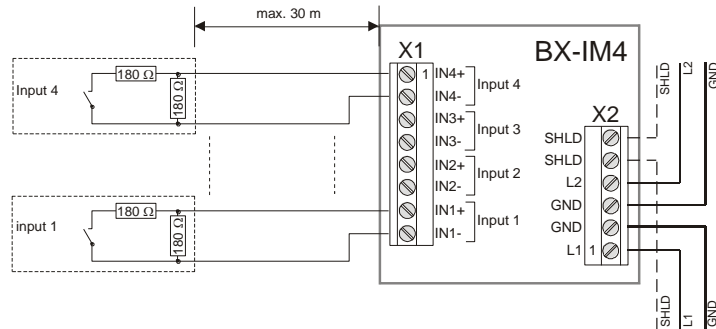 max. 30 m
BX-IM4
X1
180 Ω
180 Ω
Input 4
1
IN4+
IN4-
Input 4
IN3+
IN3-
Input 3
IN2+
IN2-
Input 2
IN1+
IN1-
Input 1
180 Ω
180 Ω
input 1
X2
SHLD
SHLD
L2
GND
GND
L1 1
SHLD
L2
GND
SHLD
L1
GND